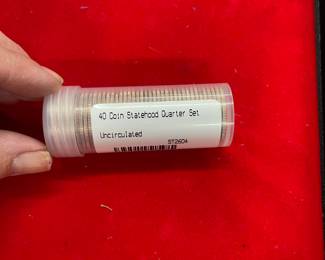 40 Coin Statehood Quarter Set
Uncirculated
ST2604